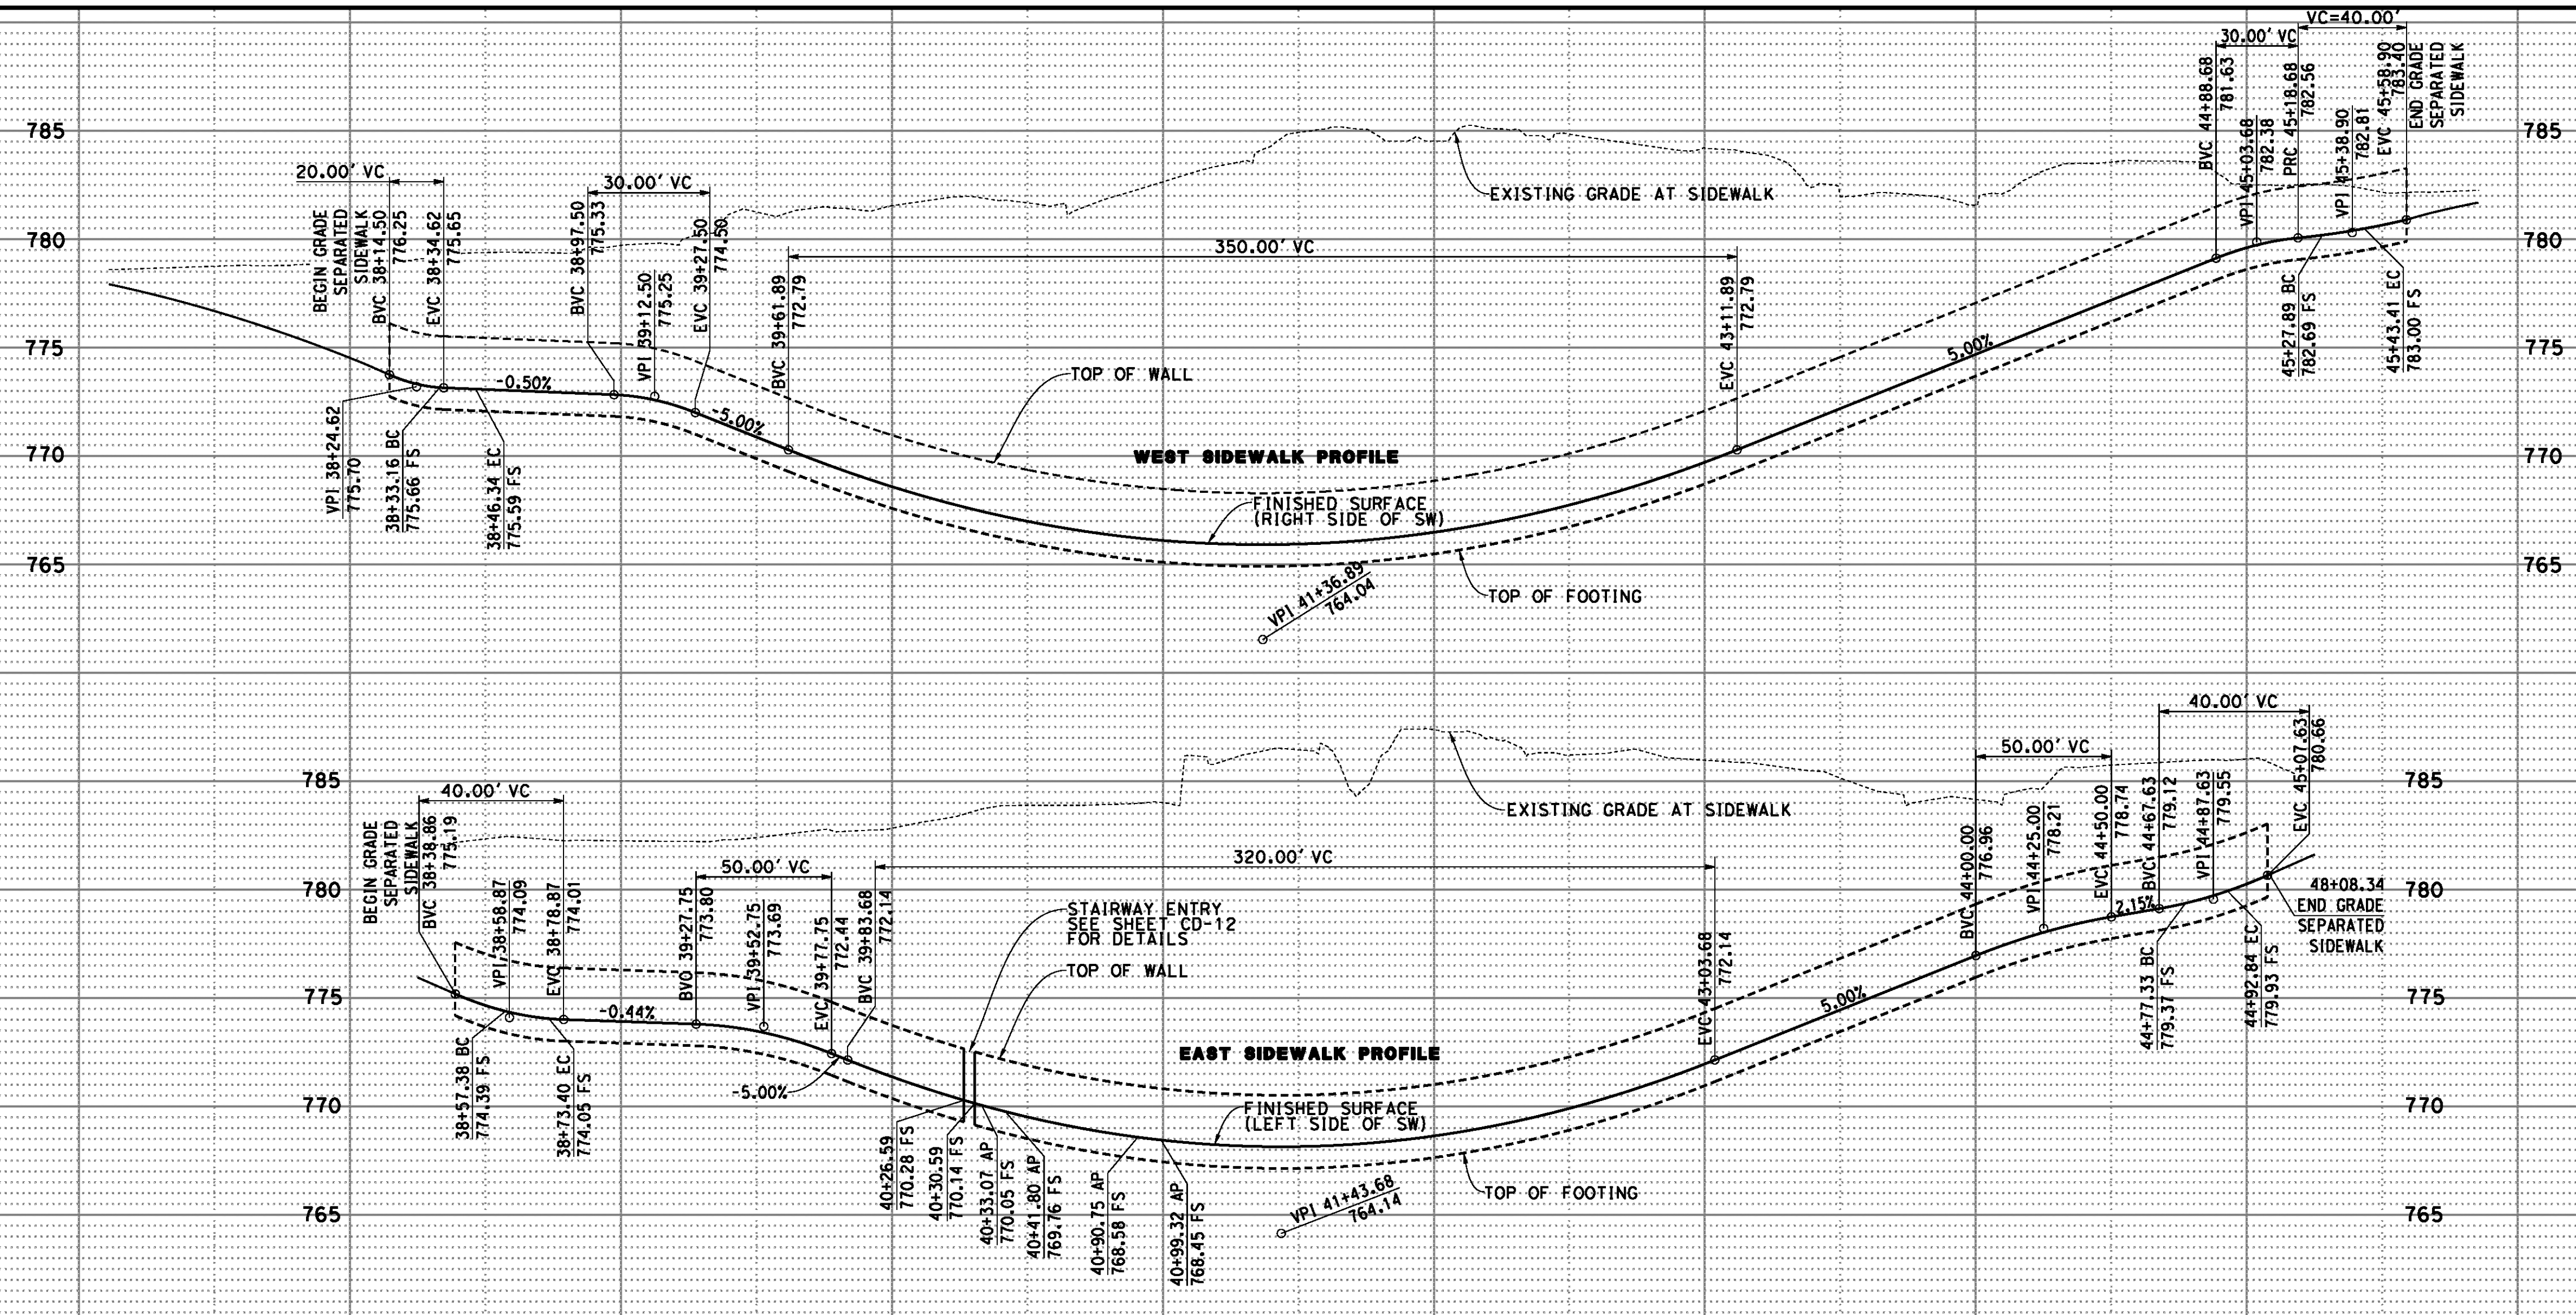 VC=40.00'
30.00' VC
BVC 44+88.68
781.63
VPI 45+03.68
782.38
PRC 45+18.68
782.56
VPI 45+38.90
782.81
EVC 45+58.90
783.40
END GRADE
SEPARATED
SIDEWALK
785
785
20.00' VC
30.00' VC
EXISTING GRADE AT SIDEWALK
BEGIN GRADE
SEPARATED
SIDEWALK
BVC 38+14.50
776.25
EVC 38+34.62
775.65
BVC 38+97.50
775.33
VPI 39+12.50
775.25
EVC 39+27.50
774.50
BVC 39+61.89
772.79
350.00' VC
EVC 43+11.89
772.79
780
780
45+27.89 BC
782.69 FS
45+43.41 EC
783.00 FS
775
775
5.00%
-0.50%
TOP OF WALL
-5.00%
VPI 38+24.62
775.70
38+33.16 BC
775.66 FS
38+46.34 EC
775.59 FS
770
WEST SIDEWALK PROFILE
770
FINISHED SURFACE
(RIGHT SIDE OF SW)
765
765
VPI 41+36.89
764.04
TOP OF FOOTING
40.00' VC
50.00' VC
785
785
40.00' VC
EXISTING GRADE AT SIDEWALK
BEGIN GRADE
SEPARATED
SIDEWALK
BVC 38+38.86
775.19
VPI 38+58.87
774.09
EVC 38+78.87
774.01
50.00' VC
BVC 39+27.75
773.80
VPI 39+52.75
773.69
EVC 39+77.75
772.44
BVC 39+83.68
772.14
320.00' VC
EVC 43+03.68
772.14
BVC 44+00.00
776.96
VPI 44+25.00
778.21
EVC 44+50.00
778.74
BVC 44+67.63
779.12
VPI 44+87.63
779.55
EVC 45+07.63
780.66
780
780
48+08.34
END GRADE
SEPARATED
SIDEWALK
STAIRWAY ENTRY
SEE SHEET CD-12
FOR DETAILS
2.15%
TOP OF WALL
775
775
-0.44%
5.00%
44+77.33 BC
779.37 FS
44+92.84 EC
779.93 FS
38+57.38 BC
774.39 FS
38+73.40 EC
774.05 FS
EAST SIDEWALK PROFILE
-5.00%
770
770
FINISHED SURFACE
(LEFT SIDE OF SW)
40+26.59
770.28 FS
40+30.59
770.14 FS
40+33.07 AP
770.05 FS
40+41.80 AP
769.76 FS
40+90.75 AP
768.58 FS
40+99.32 AP
768.45 FS
TOP OF FOOTING
765
765
VPI 41+43.68
764.14